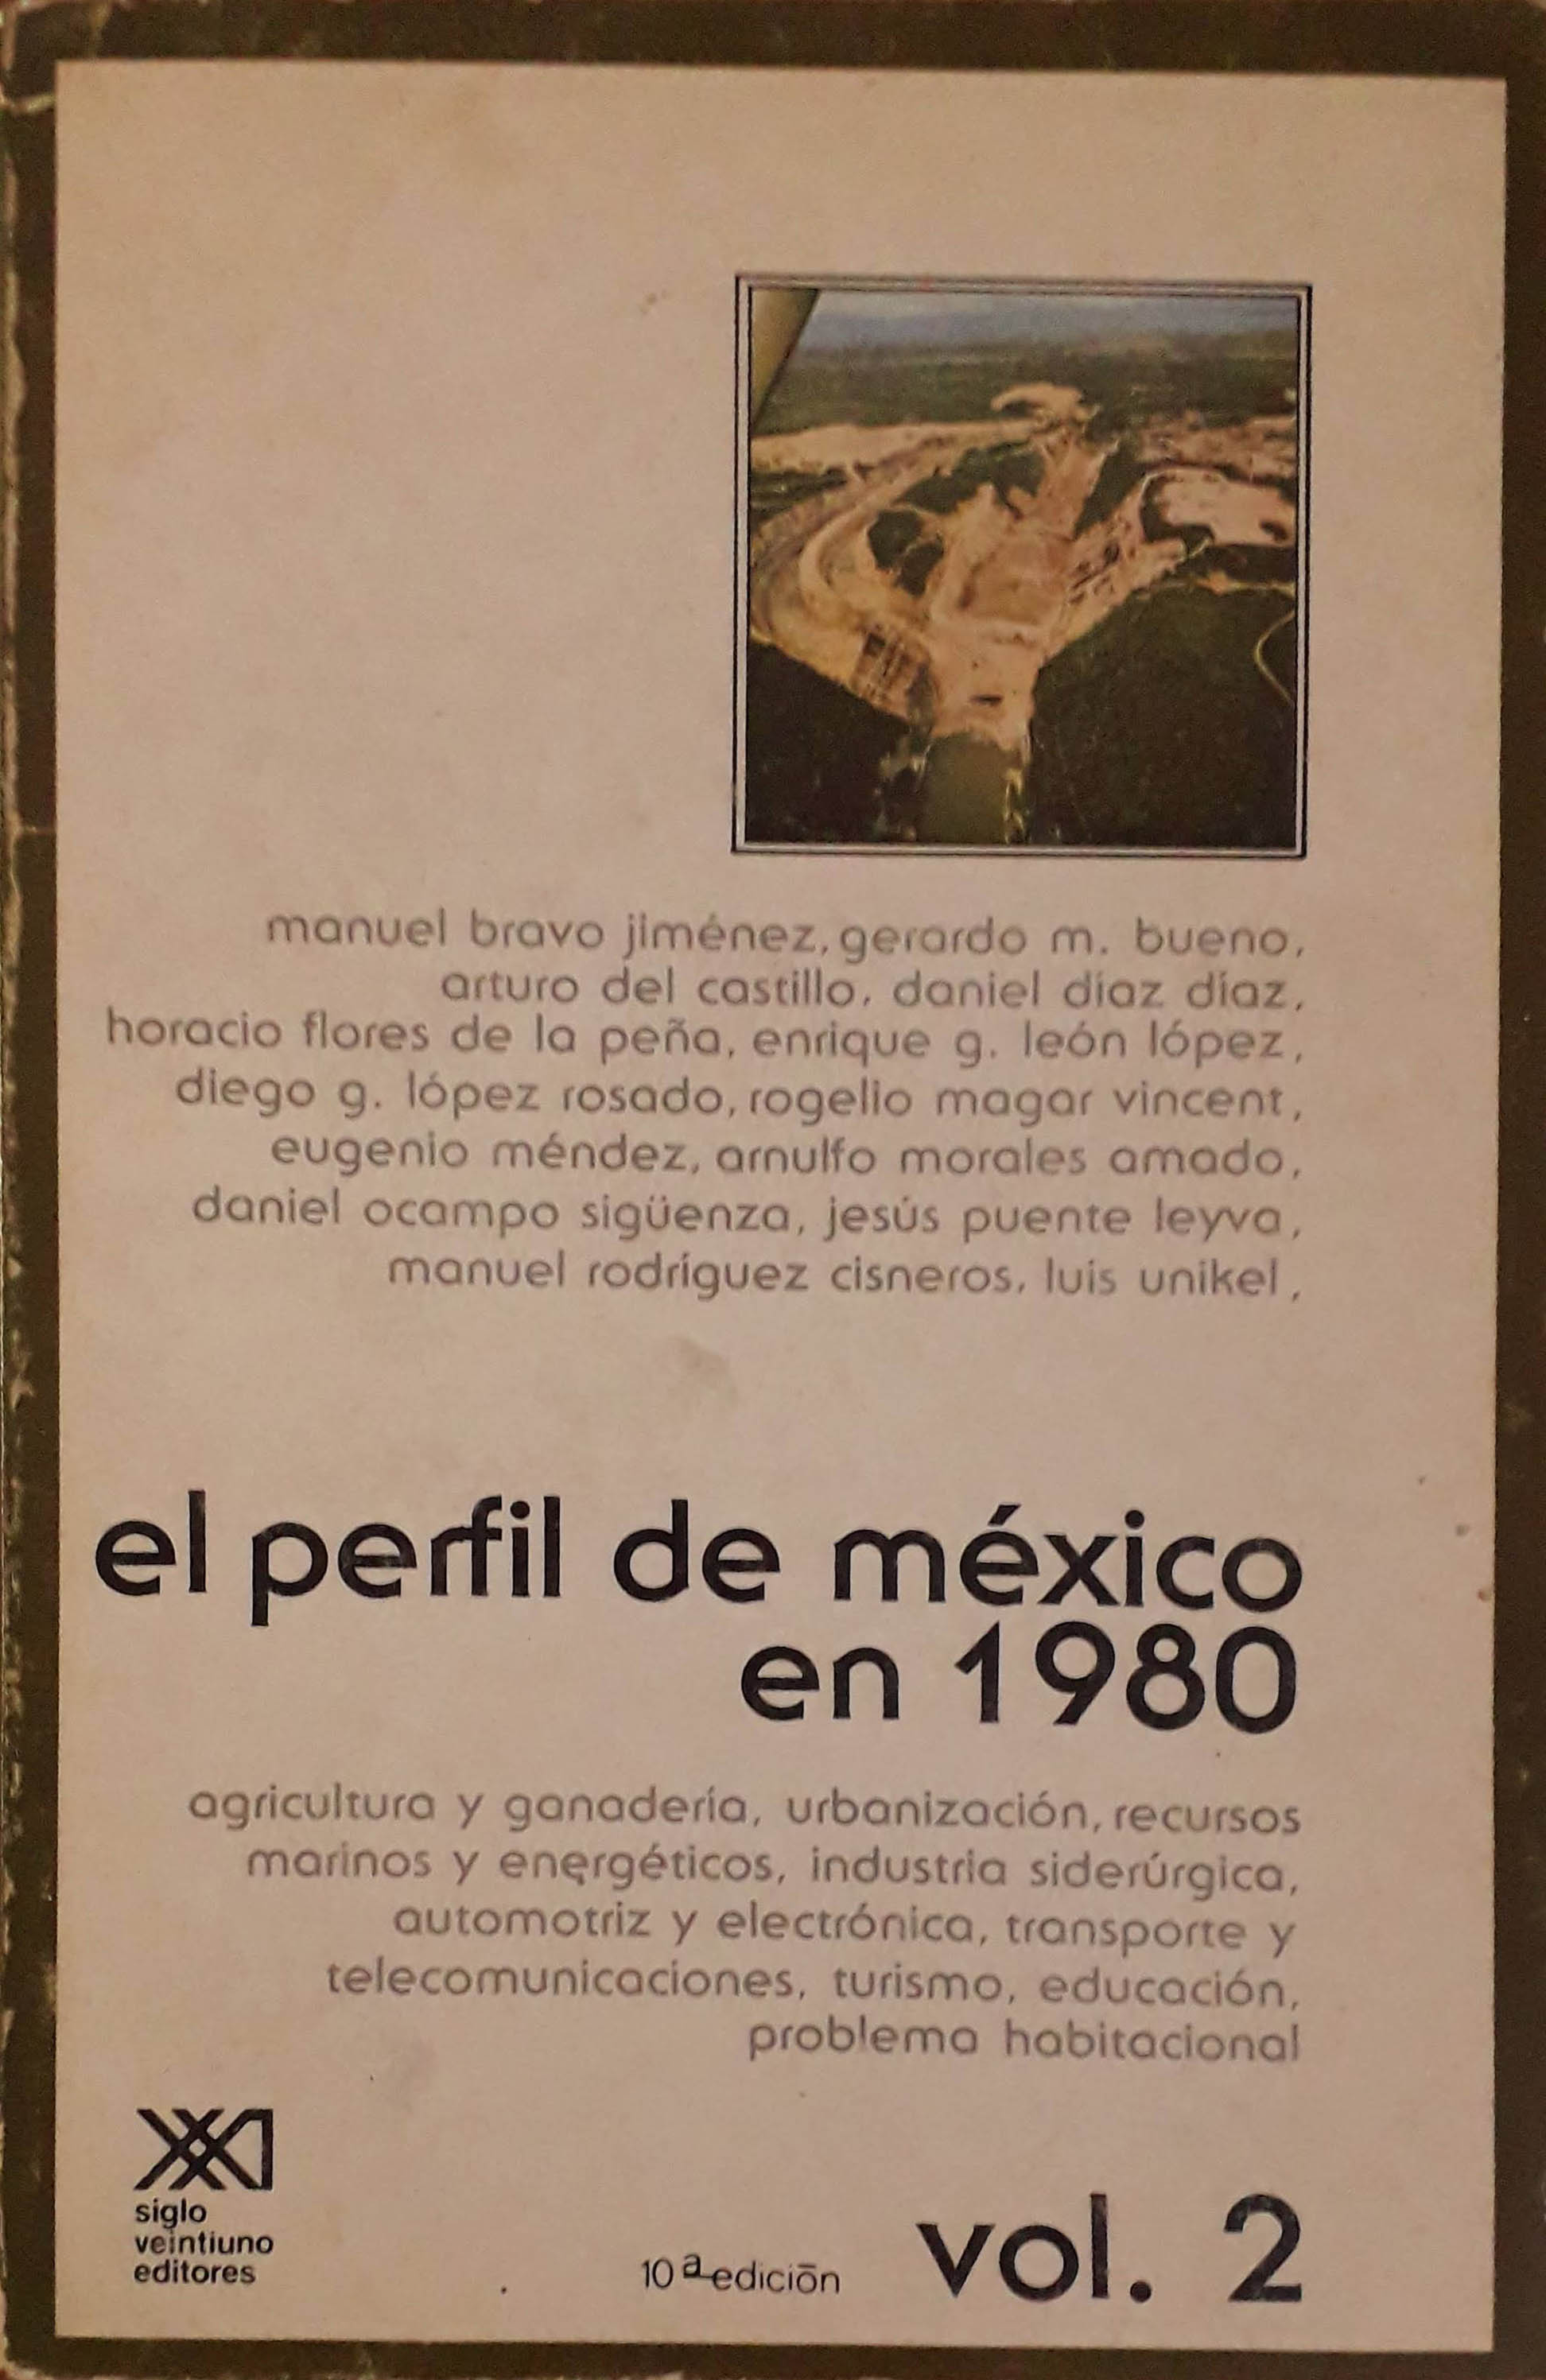 manuel bravo jiménez, gerardo m. bueno,
arturo del castillo, daniel díaz díaz,
horacio flores de la peña, enrique g. león lópez,
diego g. lópez rosado, rogelio magar vincent,
eugenio méndez, arnulfo morales amado,
daniel ocampo sigüenza, jesús puente leyva,
manuel rodríguez cisneros, luis unikel,
el perfil de méxico
en 1980
agricultura y ganadería, urbanización, recursos
marinos y energéticos, industria siderúrgica,
automotriz y electrónica, transporte y
telecomunicaciones, turismo, educación,
problema habitacional
siglo
veintiuno
editores
10ª edición
vol. 2